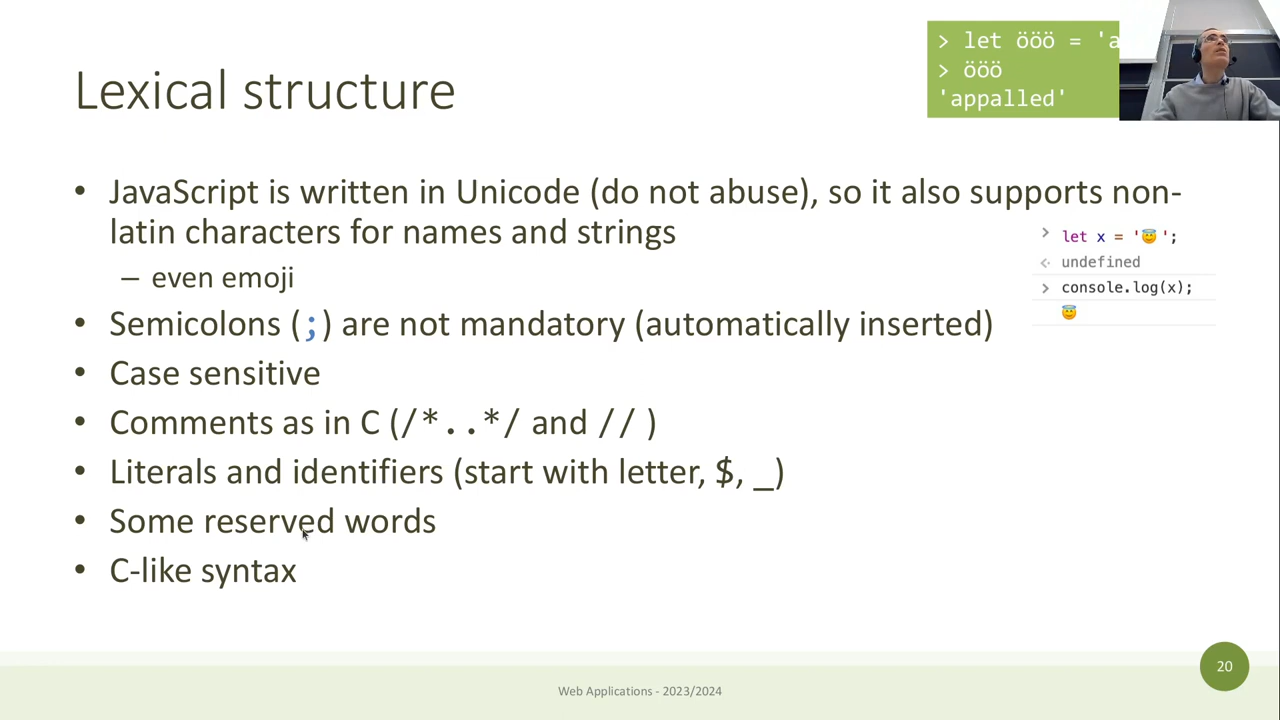 Lexical structure
> let ööö = 'a
> ööö
'appalled'
• JavaScript is written in Unicode (do not abuse), so it also supports non-
latin characters for names and strings
– even emoji
> let x = '😇';
<· undefined
> console.log(x);
😇
• Semicolons (;) are not mandatory (automatically inserted)
• Case sensitive
• Comments as in C (/*..*/ and // )
• Literals and identifiers (start with letter, $, _)
• Some reserved words
• C-like syntax
Web Applications - 2023/2024
20